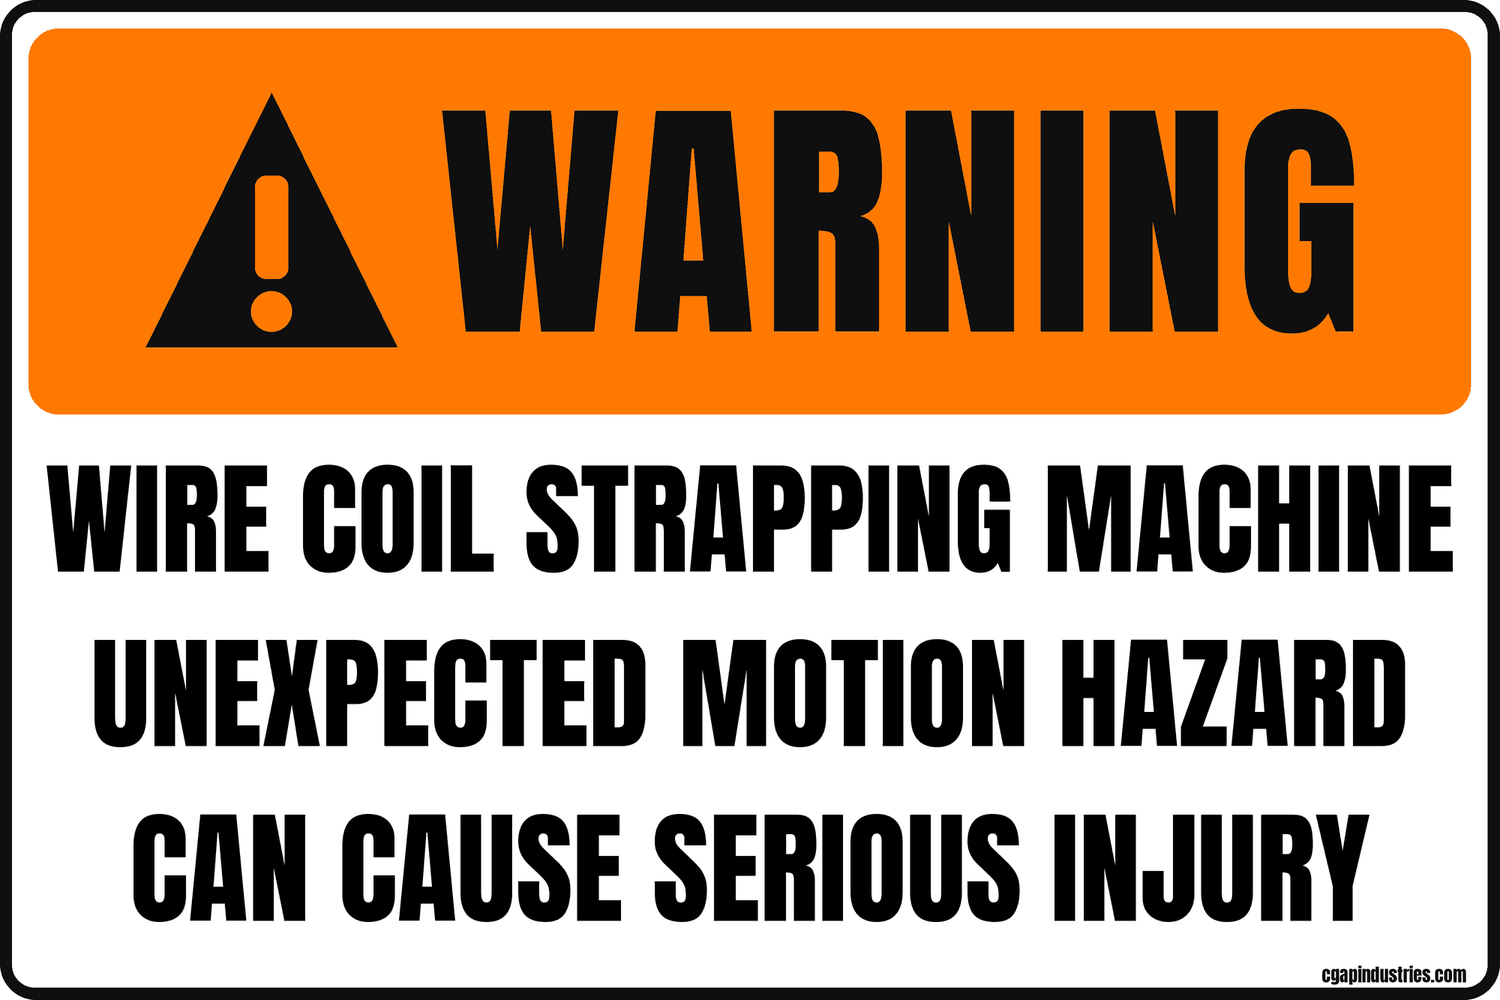 WARNING
WIRE COIL STRAPPING MACHINE
UNEXPECTED MOTION HAZARD
CAN CAUSE SERIOUS INJURY
cgapindustries.com